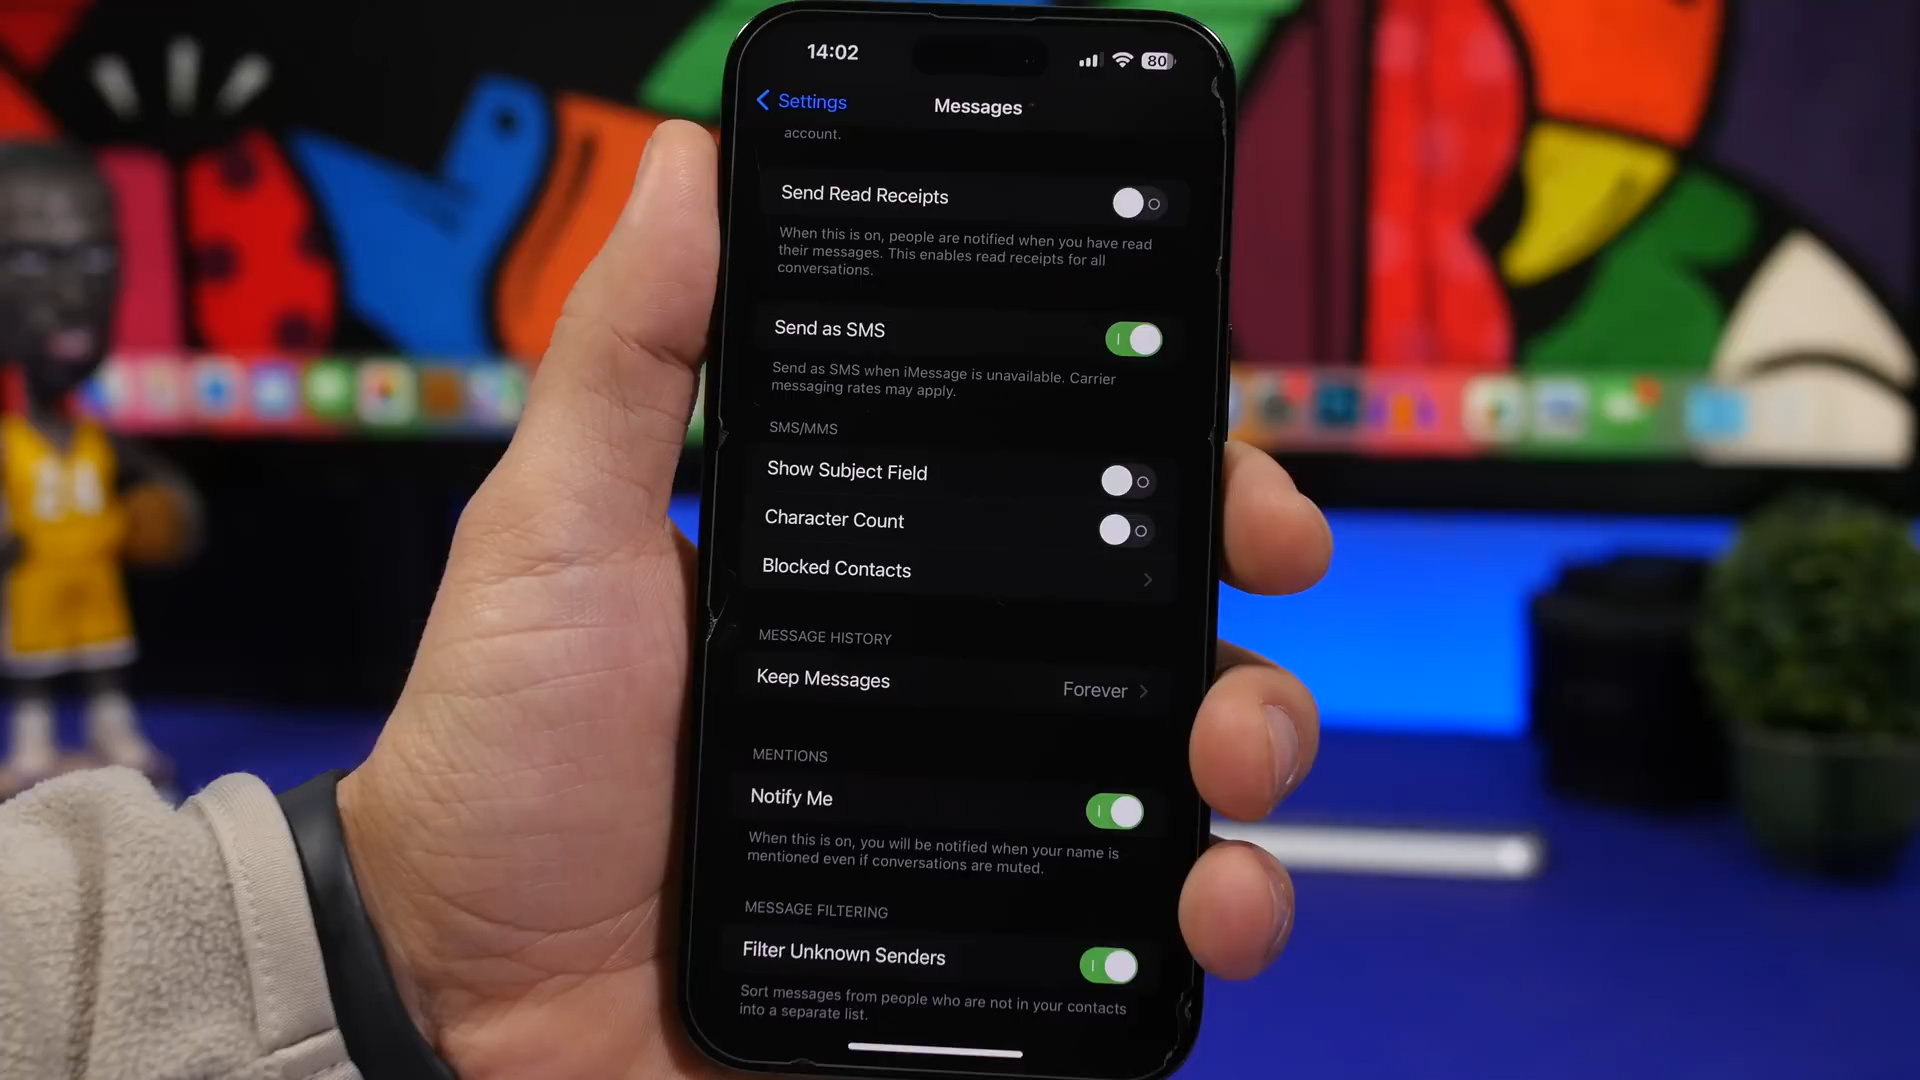 14:02
80
Settings
Messages
account.
Send Read Receipts
When this is on, people are notified when you have read
their messages. This enables read receipts for all
conversations.
Send as SMS
Send as SMS when iMessage is unavailable. Carrier
messaging rates may apply.
SMS/MMS
Show Subject Field
Character Count
Blocked Contacts
MESSAGE HISTORY
Keep Messages
Forever
MENTIONS
Notify Me
When this is on, you will be notified when your name is
mentioned even if conversations are muted.
MESSAGE FILTERING
Filter Unknown Senders
Sort messages from people who are not in your contacts
into a separate list.
24